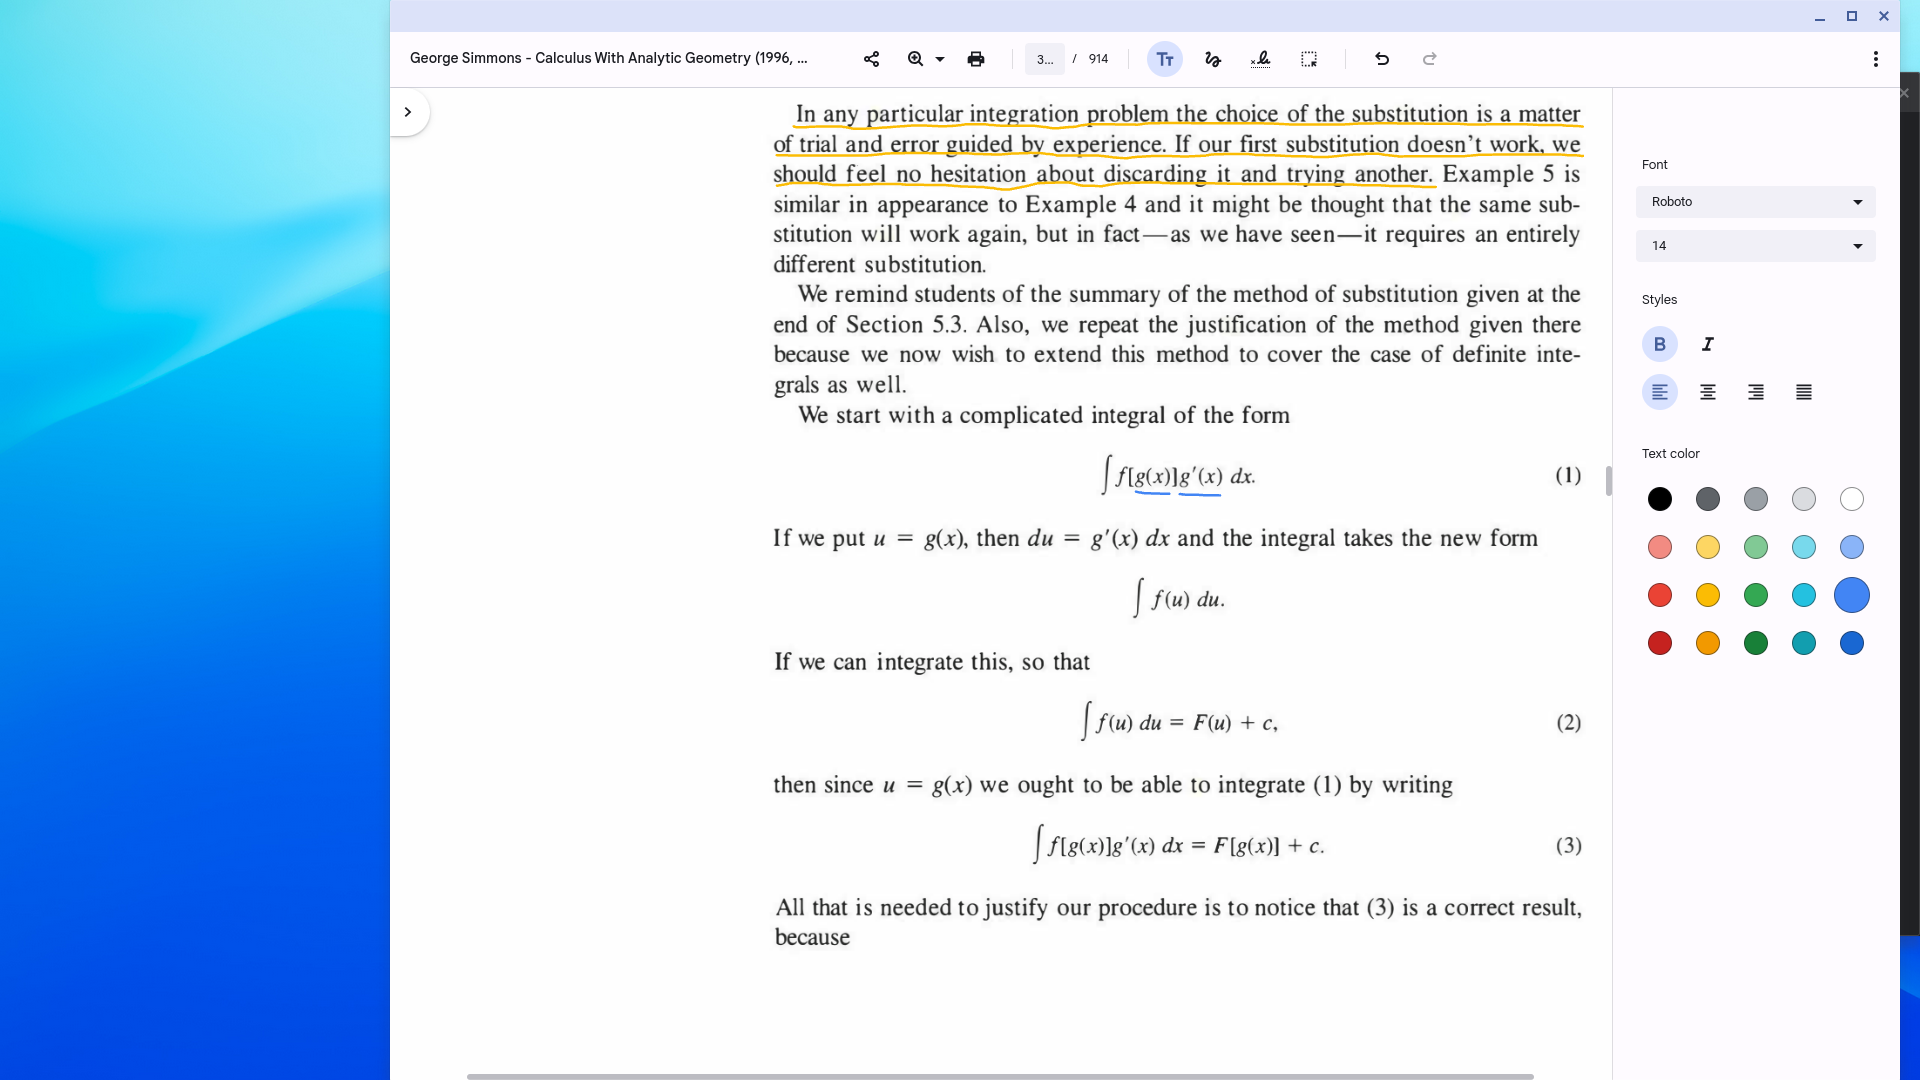 George Simmons - Calculus With Analytic Geometry (1996, ...
3... / 914
In any particular integration problem the choice of the substitution is a matter
of trial and error guided by experience. If our first substitution doesn't work, we
should feel no hesitation about discarding it and trying another. Example 5 is
similar in appearance to Example 4 and it might be thought that the same sub-
stitution will work again, but in fact—as we have seen—it requires an entirely
different substitution.
We remind students of the summary of the method of substitution given at the
end of Section 5.3. Also, we repeat the justification of the method given there
because we now wish to extend this method to cover the case of definite inte-
grals as well.
We start with a complicated integral of the form
∫ f[g(x)]g′(x) dx. (1)
If we put u = g(x), then du = g′(x) dx and the integral takes the new form
∫ f(u) du.
If we can integrate this, so that
∫ f(u) du = F(u) + c, (2)
then since u = g(x) we ought to be able to integrate (1) by writing
∫ f[g(x)]g′(x) dx = F[g(x)] + c. (3)
All that is needed to justify our procedure is to notice that (3) is a correct result,
because
Font
Roboto
14
Styles
B I
Text color